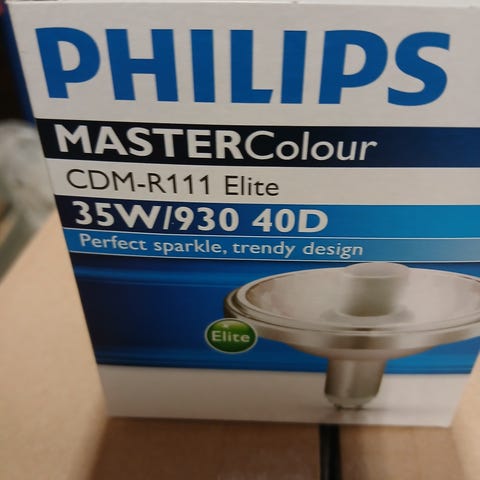 PHILIPS
MASTERColour
CDM-R111 Elite
35W/930 40D
Perfect sparkle, trendy design
Elite